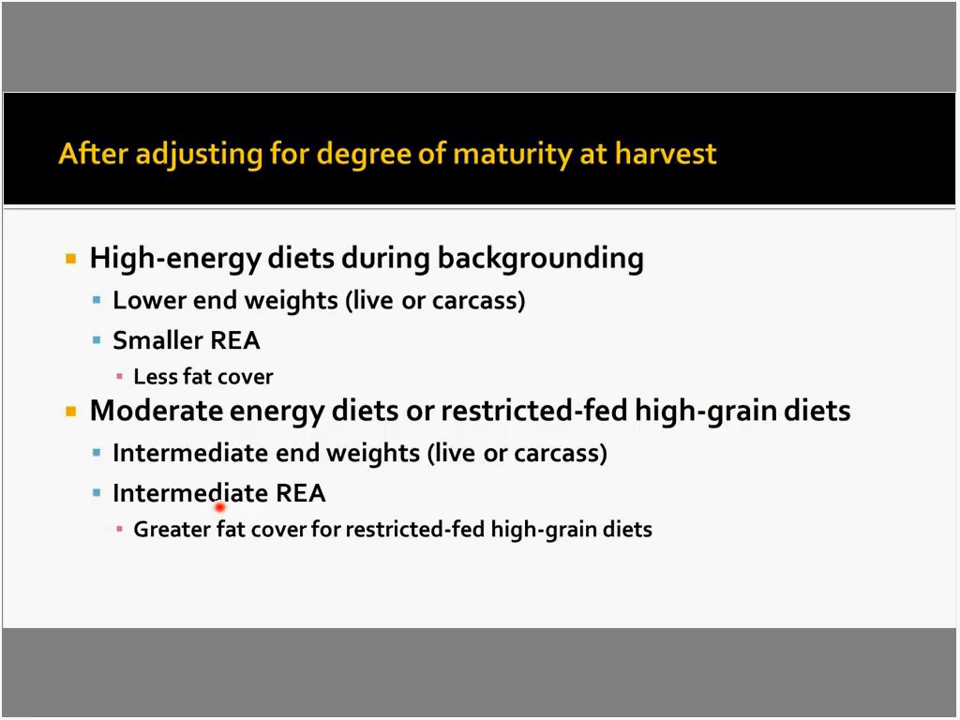 After adjusting for degree of maturity at harvest
High-energy diets during backgrounding
Lower end weights (live or carcass)
Smaller REA
Less fat cover
Moderate energy diets or restricted-fed high-grain diets
Intermediate end weights (live or carcass)
Intermediate REA
Greater fat cover for restricted-fed high-grain diets